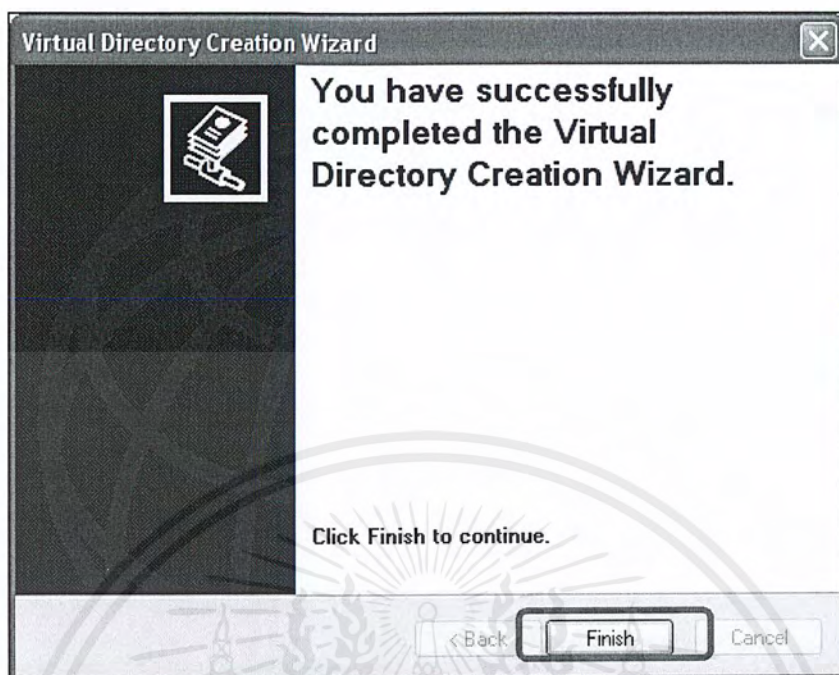 Virtual Directory Creation Wizard
You have successfully
completed the Virtual
Directory Creation Wizard.
Click Finish to continue.
< Back Finish Cancel